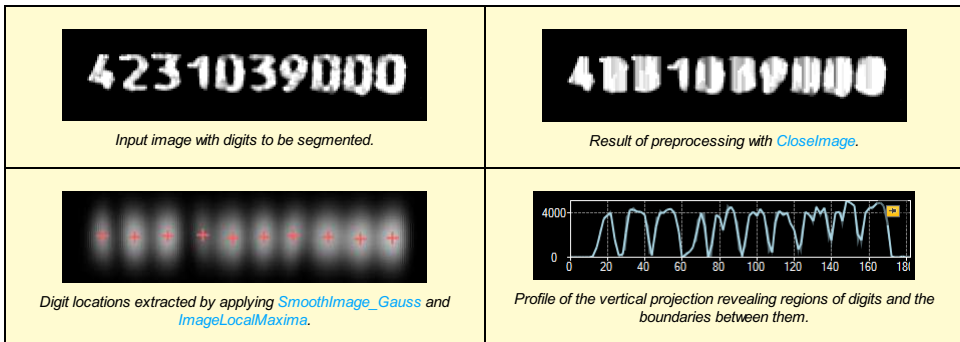 4231039000
Input image with digits to be segmented.
4231039000
Result of preprocessing with CloseImage.
Digit locations extracted by applying SmoothImage_Gauss and
ImageLocalMaxima.
4000
0
0 20 40 60 80 100 120 140 160 18
Profile of the vertical projection revealing regions of digits and the
boundaries between them.